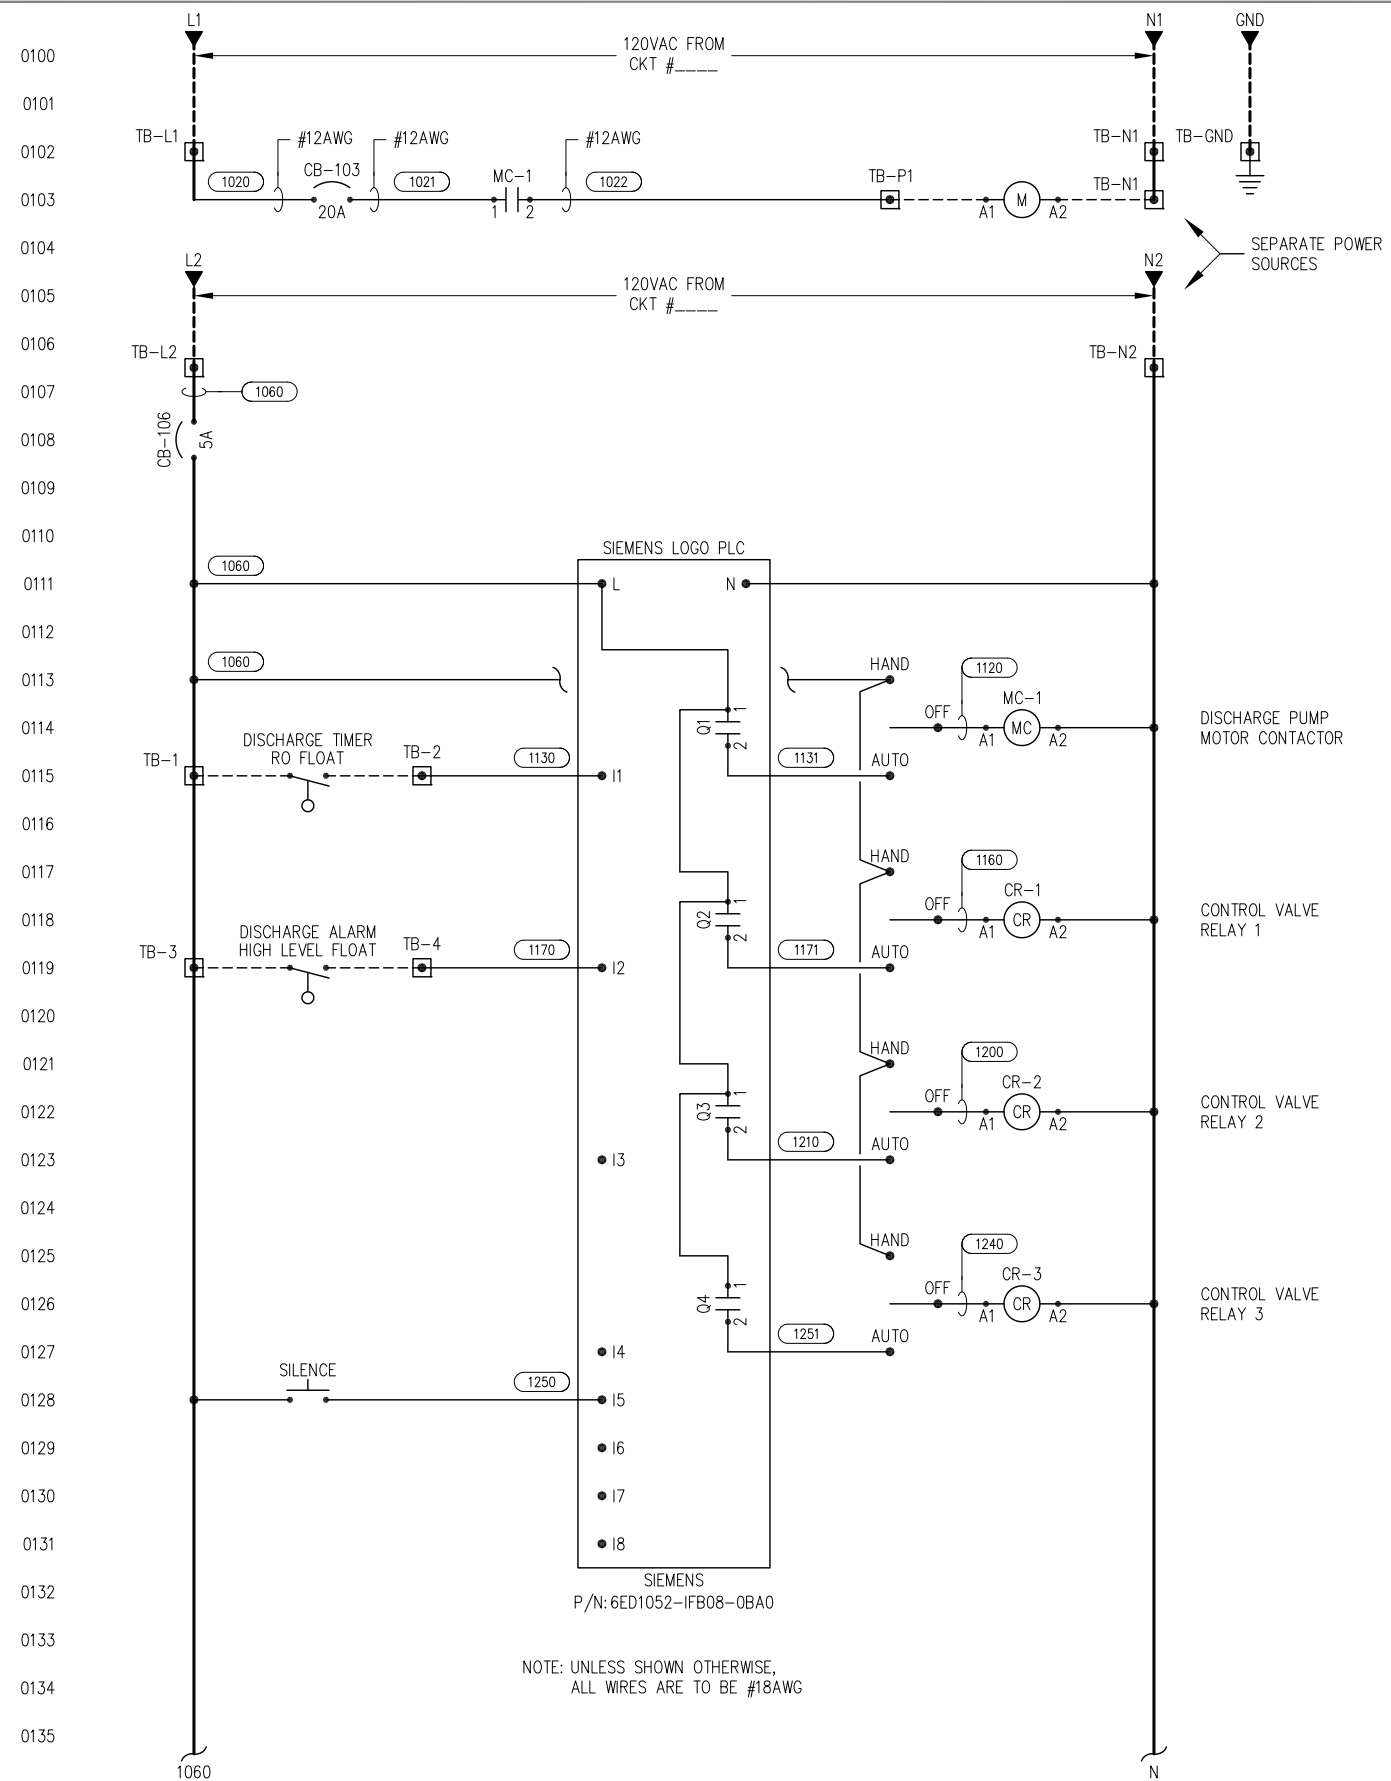 L1
N1
GND
0100
120VAC FROM
CKT #____
0101
TB-L1
#12AWG
#12AWG
#12AWG
TB-N1
TB-GND
0102
1020
CB-103
1021
MC-1
1022
TB-P1
TB-N1
0103
20A
1
2
A1
M
A2
0104
SEPARATE POWER
SOURCES
L2
N2
0105
120VAC FROM
CKT #____
0106
TB-L2
TB-N2
0107
1060
0108
CB-106
5A
0109
0110
SIEMENS LOGO PLC
1060
0111
L
N
0112
1060
0113
HAND
1120
MC-1
0114
Q1
1
2
OFF
A1
MC
A2
DISCHARGE PUMP
MOTOR CONTACTOR
DISCHARGE TIMER
RO FLOAT
TB-1
TB-2
1130
1131
AUTO
0115
I1
0116
0117
HAND
1160
CR-1
0118
Q2
1
2
OFF
A1
CR
A2
CONTROL VALVE
RELAY 1
DISCHARGE ALARM
HIGH LEVEL FLOAT
TB-3
TB-4
1170
1171
AUTO
0119
I2
0120
0121
HAND
1200
CR-2
0122
Q3
1
2
OFF
A1
CR
A2
CONTROL VALVE
RELAY 2
1210
AUTO
0123
I3
0124
0125
HAND
1240
CR-3
0126
Q4
1
2
OFF
A1
CR
A2
CONTROL VALVE
RELAY 3
1251
AUTO
0127
I4
SILENCE
1250
0128
I5
0129
I6
0130
I7
0131
I8
0132
SIEMENS
P/N: 6ED1052-IFB08-0BA0
0133
NOTE: UNLESS SHOWN OTHERWISE,
0134
ALL WIRES ARE TO BE #18AWG
0135
1060
N